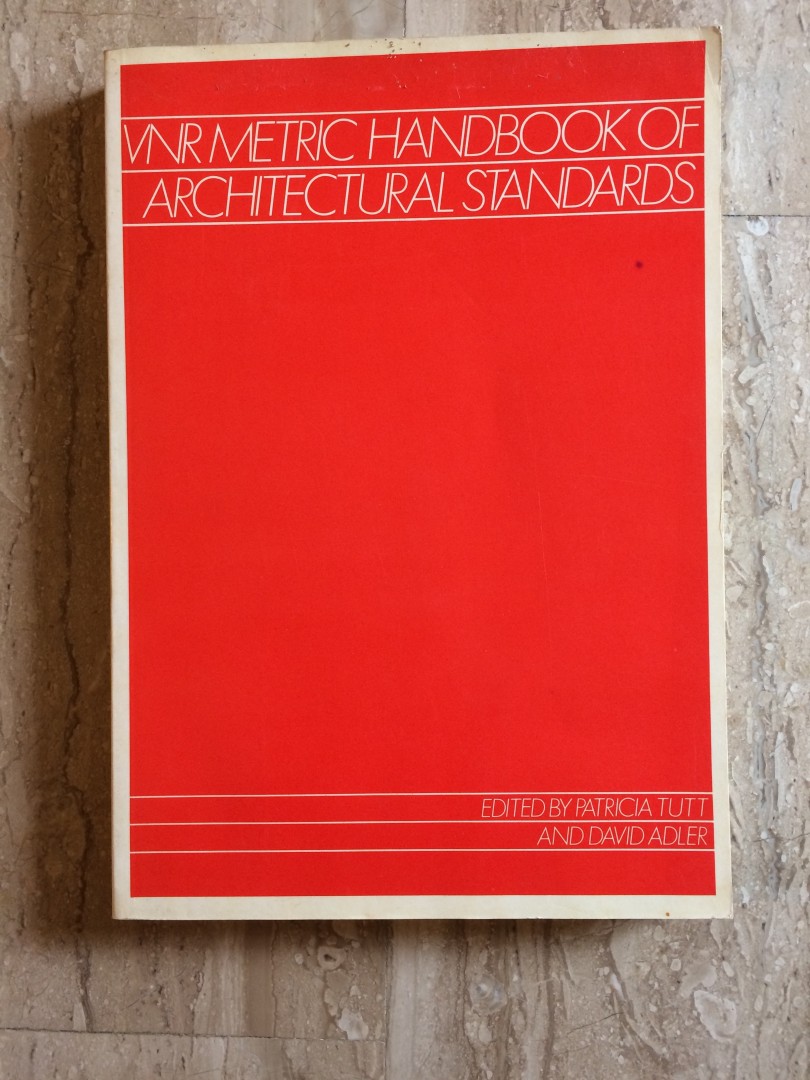 VNR METRIC HANDBOOK OF
ARCHITECTURAL STANDARDS
EDITED BY PATRICIA TUTT
AND DAVID ADLER